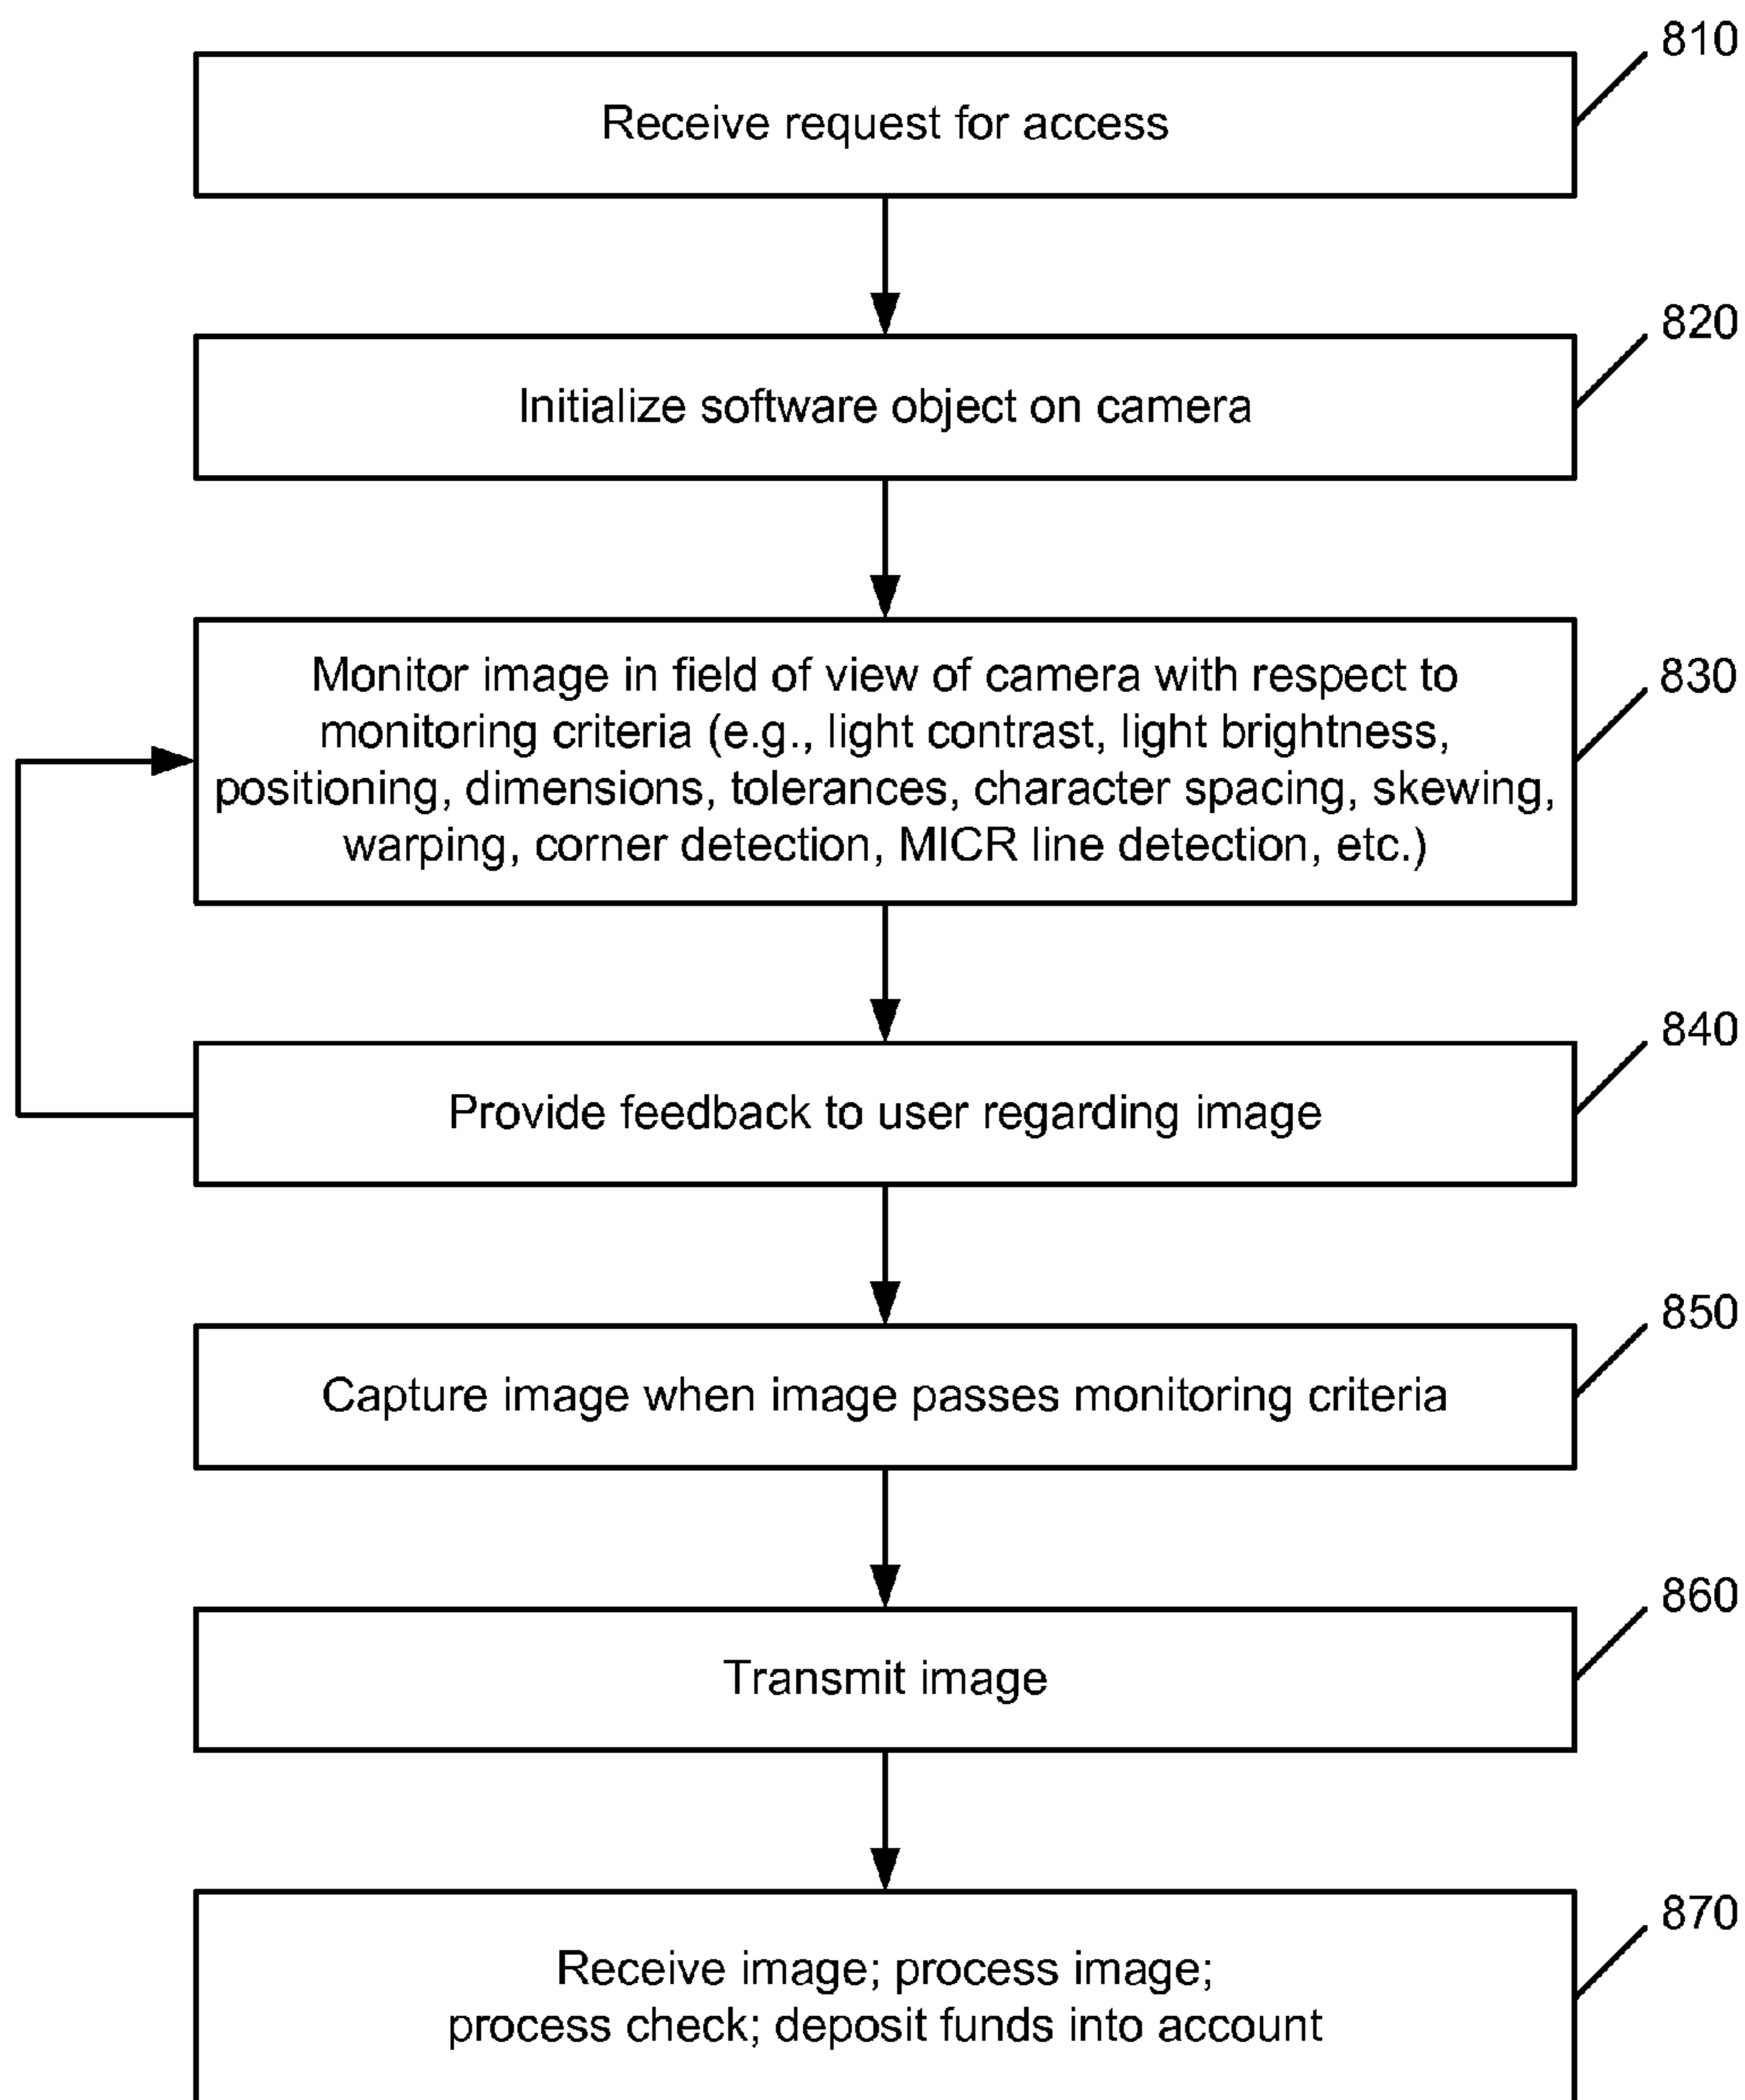 810
Receive request for access
820
Initialize software object on camera
830
Monitor image in field of view of camera with respect to
monitoring criteria (e.g., light contrast, light brightness,
positioning, dimensions, tolerances, character spacing, skewing,
warping, corner detection, MICR line detection, etc.)
840
Provide feedback to user regarding image
850
Capture image when image passes monitoring criteria
860
Transmit image
870
Receive image; process image;
process check; deposit funds into account